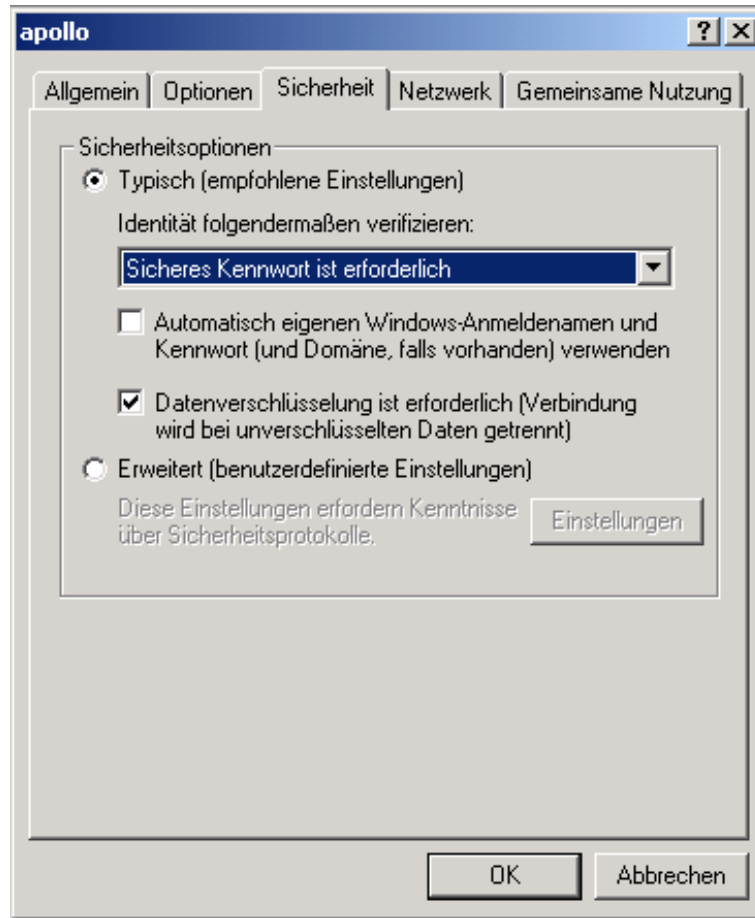 apollo
Allgemein Optionen Sicherheit Netzwerk Gemeinsame Nutzung
Sicherheitsoptionen
Typisch (empfohlene Einstellungen)
Identität folgendermaßen verifizieren:
Sicheres Kennwort ist erforderlich
Automatisch eigenen Windows-Anmeldenamen und
Kennwort (und Domäne, falls vorhanden) verwenden
Datenverschlüsselung ist erforderlich (Verbindung
wird bei unverschlüsselten Daten getrennt)
Erweitert (benutzerdefinierte Einstellungen)
Diese Einstellungen erfordern Kenntnisse
über Sicherheitsprotokolle.
Einstellungen
OK Abbrechen